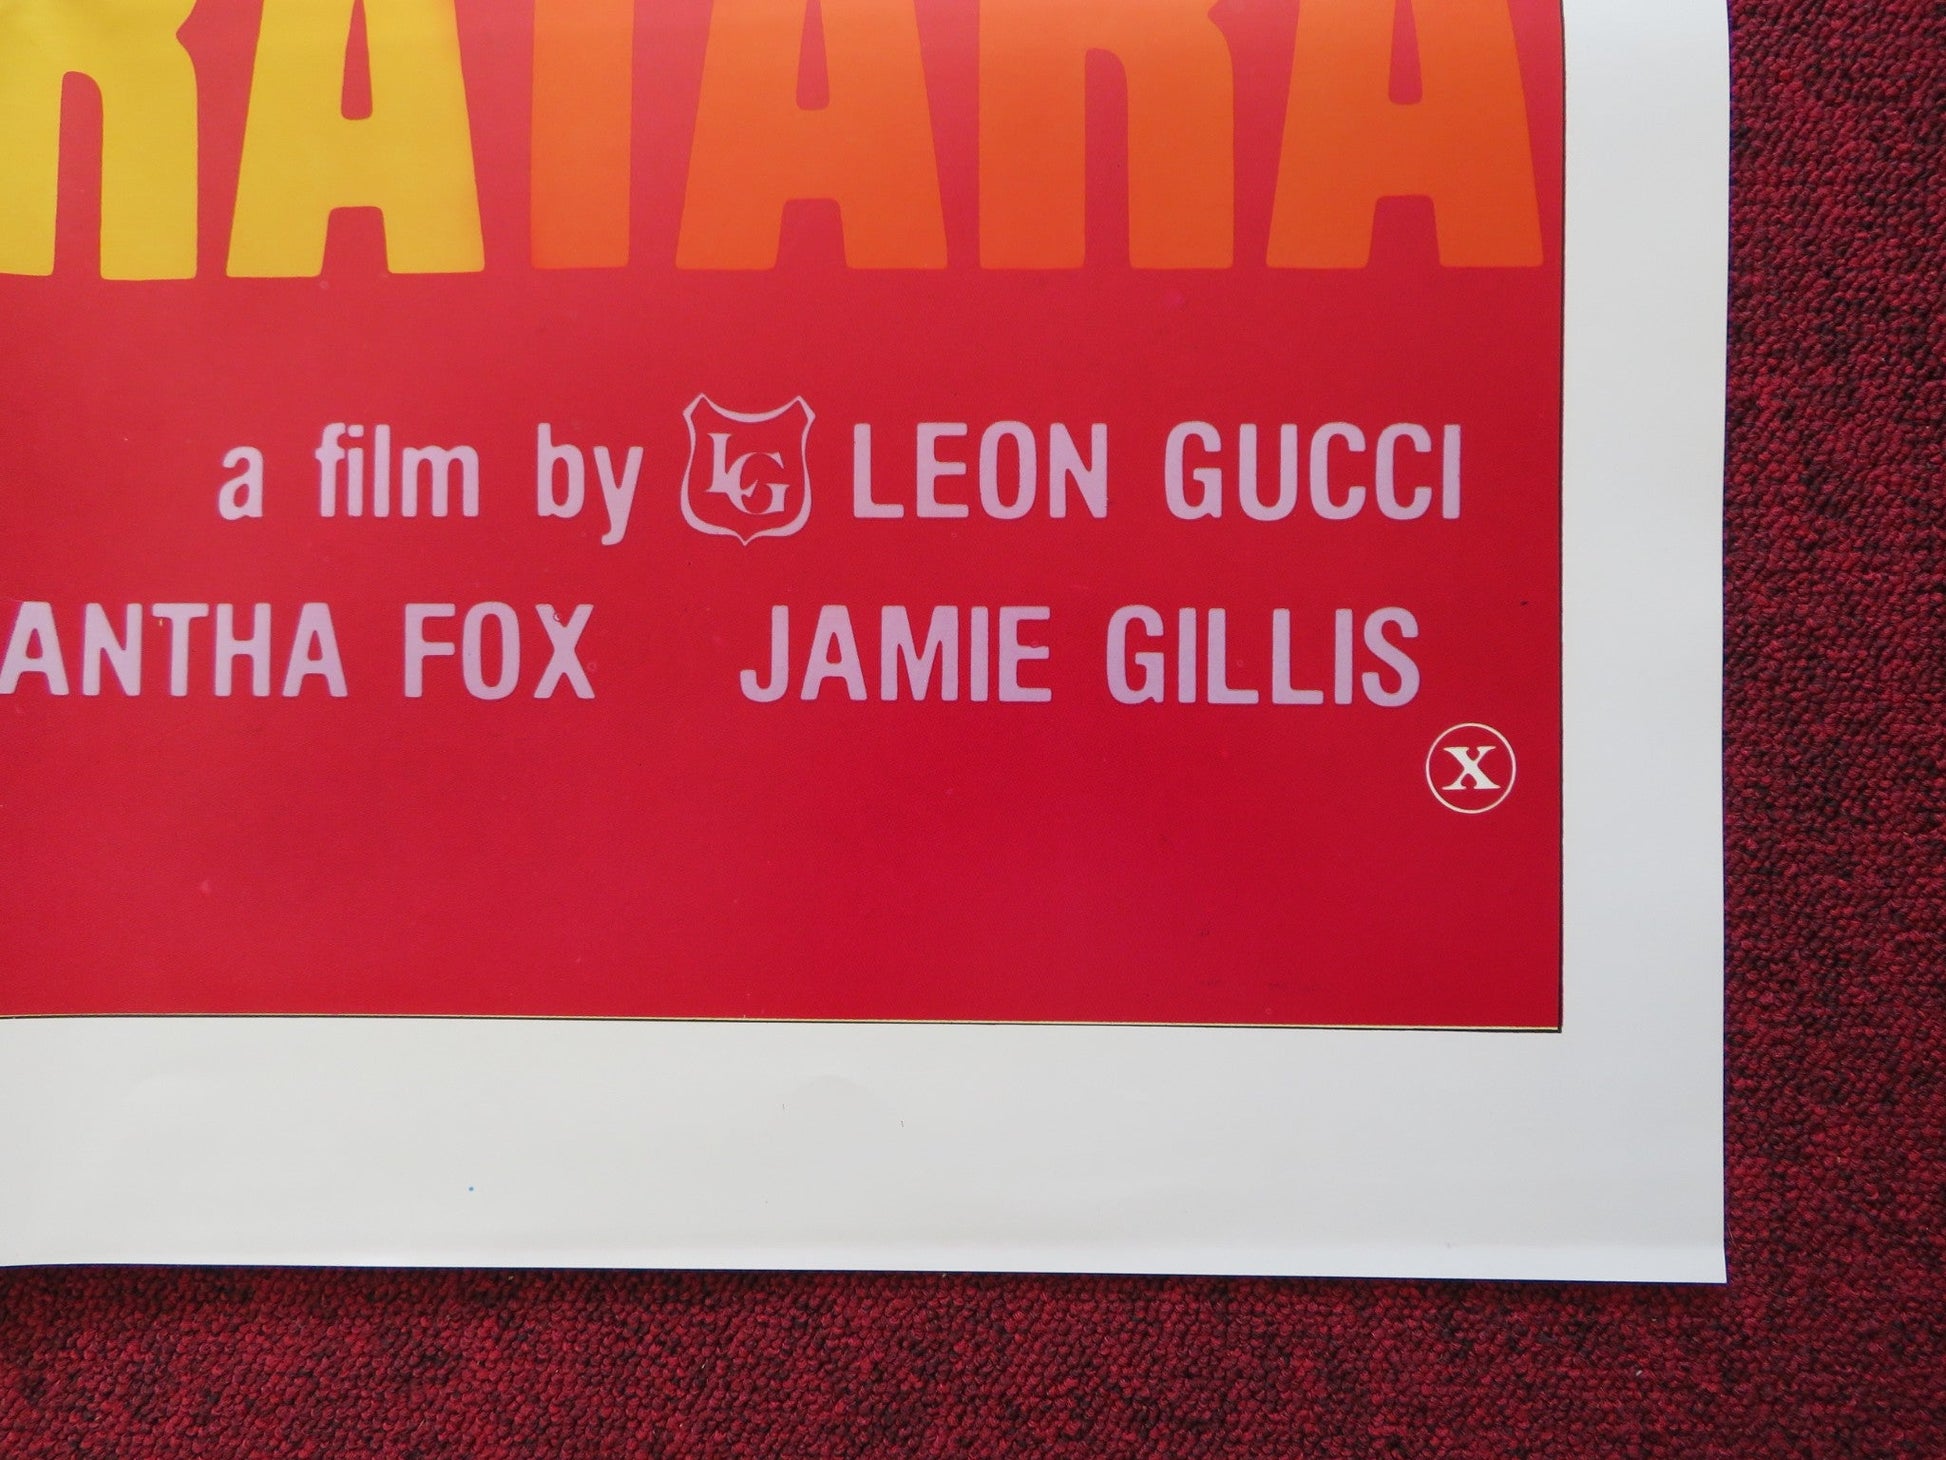 RATARA
a film by LG LEON GUCCI
ANTHA FOX JAMIE GILLIS
X